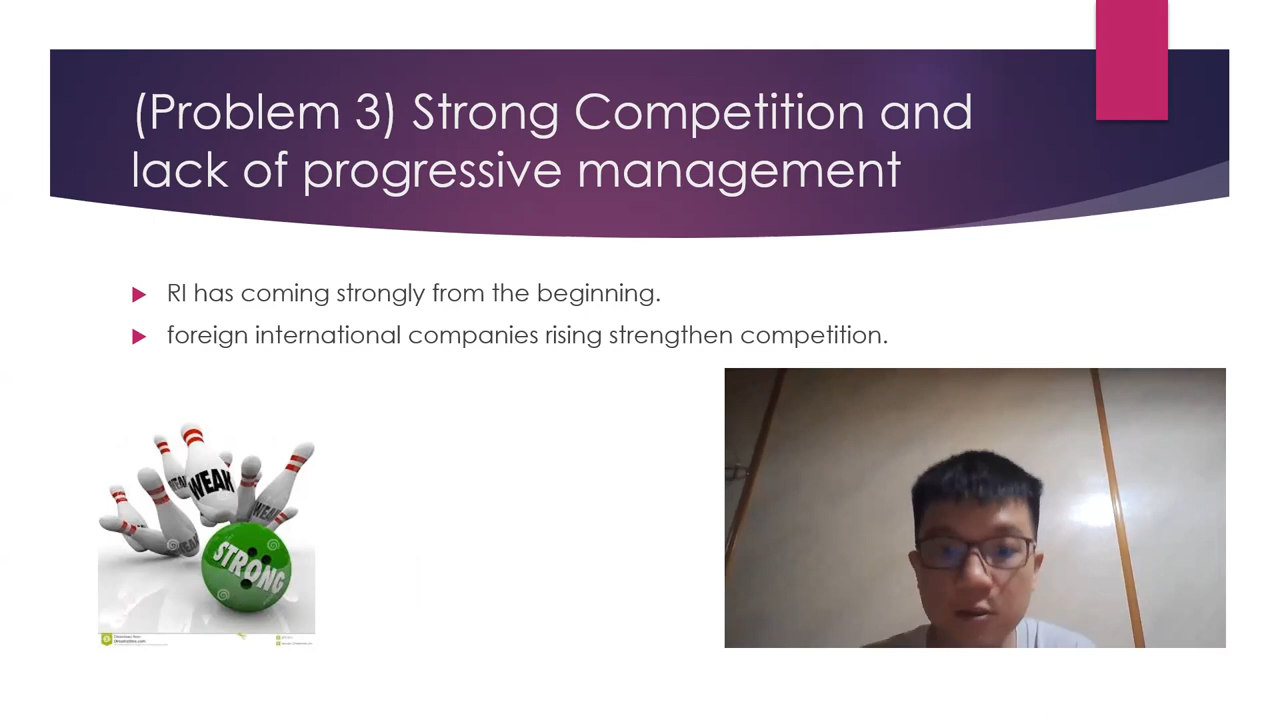 (Problem 3) Strong Competition and
lack of progressive management
RI has coming strongly from the beginning.
foreign international companies rising strengthen competition.
WEAK
WEAK
STRONG